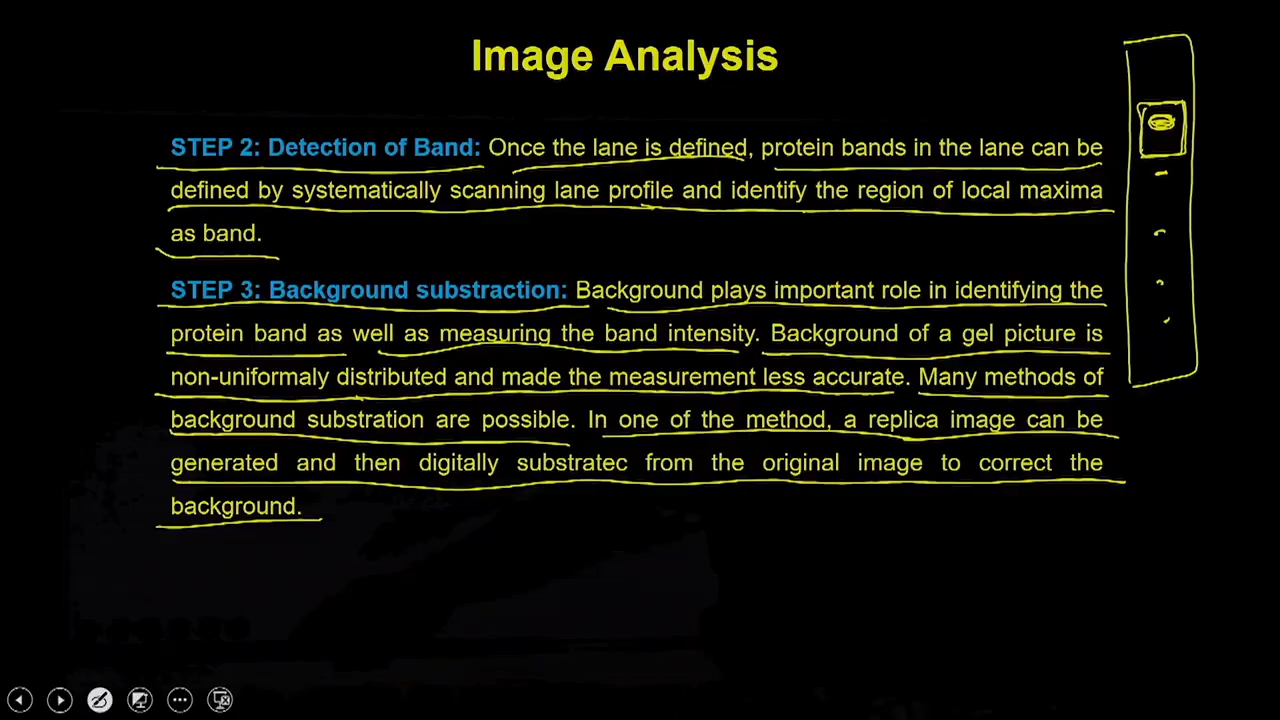 Image Analysis
STEP 2: Detection of Band: Once the lane is defined, protein bands in the lane can be
defined by systematically scanning lane profile and identify the region of local maxima
as band.
STEP 3: Background substraction: Background plays important role in identifying the
protein band as well as measuring the band intensity. Background of a gel picture is
non-uniformaly distributed and made the measurement less accurate. Many methods of
background substration are possible. In one of the method, a replica image can be
generated and then digitally substratec from the original image to correct the
background.